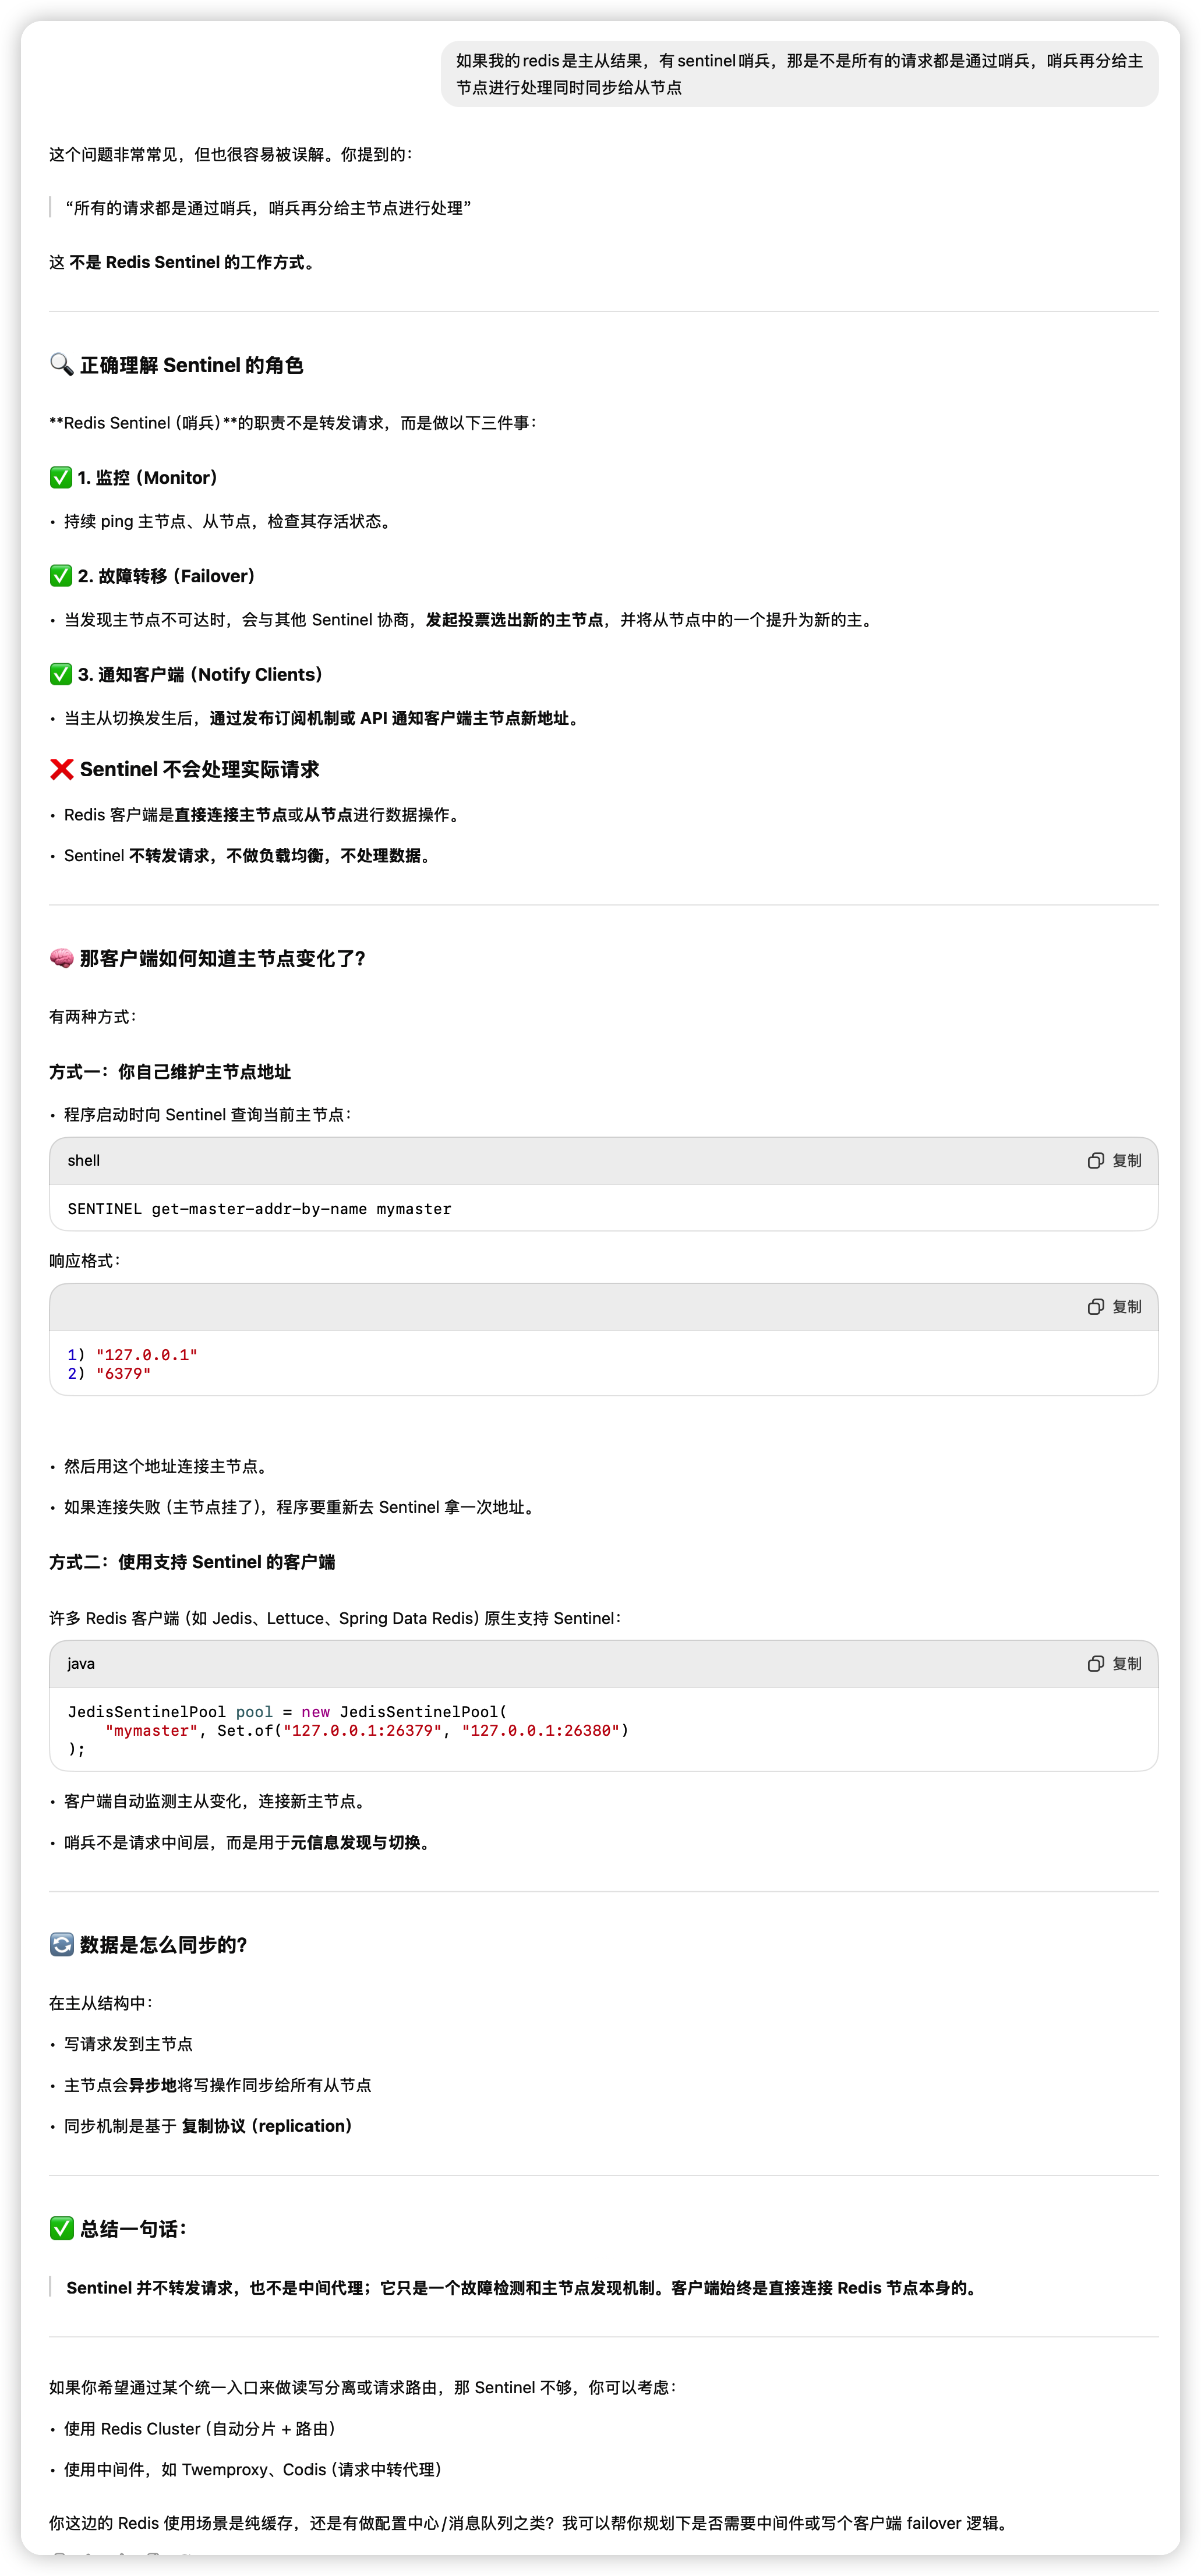 如果我的redis是主从结果，有sentinel哨兵，那是不是所有的请求都是通过哨兵，哨兵再分给主
节点进行处理同时同步给从节点
这个问题非常常见，但也很容易被误解。你提到的：
“所有的请求都是通过哨兵，哨兵再分给主节点进行处理”
这 不是 Redis Sentinel 的工作方式。
🔍 正确理解 Sentinel 的角色
**Redis Sentinel（哨兵）**的职责不是转发请求，而是做以下三件事：
✅ 1. 监控（Monitor）
• 持续 ping 主节点、从节点，检查其存活状态。
✅ 2. 故障转移（Failover）
• 当发现主节点不可达时，会与其他 Sentinel 协商，发起投票选出新的主节点，并将从节点中的一个提升为新的主。
✅ 3. 通知客户端（Notify Clients）
• 当主从切换发生后，通过发布订阅机制或 API 通知客户端主节点新地址。
❌ Sentinel 不会处理实际请求
• Redis 客户端是直接连接主节点或从节点进行数据操作。
• Sentinel 不转发请求，不做负载均衡，不处理数据。
🧠 那客户端如何知道主节点变化了？
有两种方式：
方式一：你自己维护主节点地址
• 程序启动时向 Sentinel 查询当前主节点：
shell 复制
SENTINEL get-master-addr-by-name mymaster
响应格式：
复制
1) "127.0.0.1"
2) "6379"
• 然后用这个地址连接主节点。
• 如果连接失败（主节点挂了），程序要重新去 Sentinel 拿一次地址。
方式二：使用支持 Sentinel 的客户端
许多 Redis 客户端（如 Jedis、Lettuce、Spring Data Redis）原生支持 Sentinel：
java 复制
JedisSentinelPool pool = new JedisSentinelPool(
    "mymaster", Set.of("127.0.0.1:26379", "127.0.0.1:26380")
);
• 客户端自动监测主从变化，连接新主节点。
• 哨兵不是请求中间层，而是用于元信息发现与切换。
🔄 数据是怎么同步的？
在主从结构中：
• 写请求发到主节点
• 主节点会异步地将写操作同步给所有从节点
• 同步机制是基于 复制协议（replication）
✅ 总结一句话：
Sentinel 并不转发请求，也不是中间代理；它只是一个故障检测和主节点发现机制。客户端始终是直接连接 Redis 节点本身的。
如果你希望通过某个统一入口来做读写分离或请求路由，那 Sentinel 不够，你可以考虑：
• 使用 Redis Cluster（自动分片 + 路由）
• 使用中间件，如 Twemproxy、Codis（请求中转代理）
你这边的 Redis 使用场景是纯缓存，还是有做配置中心/消息队列之类？我可以帮你规划下是否需要中间件或写个客户端 failover 逻辑。